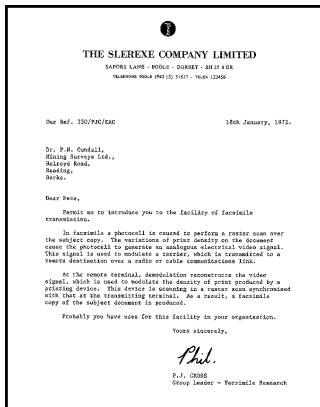 THE SLEREXE COMPANY LIMITED
SAPORS LANE - BOOLE - DORSET - BH 25 8 ER
TELEPHONE BOOLE (945 13) 51617 - TELEX 123456
Our Ref. 350/PJC/EAC
18th January, 1972.
Dr. P.N. Cundall,
Mining Surveys Ltd.,
Holroyd Road,
Reading,
Berks.
Dear Pete,
Permit me to introduce you to the facility of facsimile
transmission.
In facsimile a photocell is caused to perform a raster scan over
the subject copy. The variations of print density on the document
cause the photocell to generate an analogous electrical video signal.
This signal is used to modulate a carrier, which is transmitted to a
remote destination over a radio or cable communications link.
At the remote terminal, demodulation reconstructs the video
signal, which is used to modulate the density of print produced by a
printing device. This device is scanning in a raster scan synchronised
with that at the transmitting terminal. As a result, a facsimile
copy of the subject document is produced.
Probably you have uses for this facility in your organisation.
Yours sincerely,
Phil.
P.J. CROSS
Group Leader - Facsimile Research